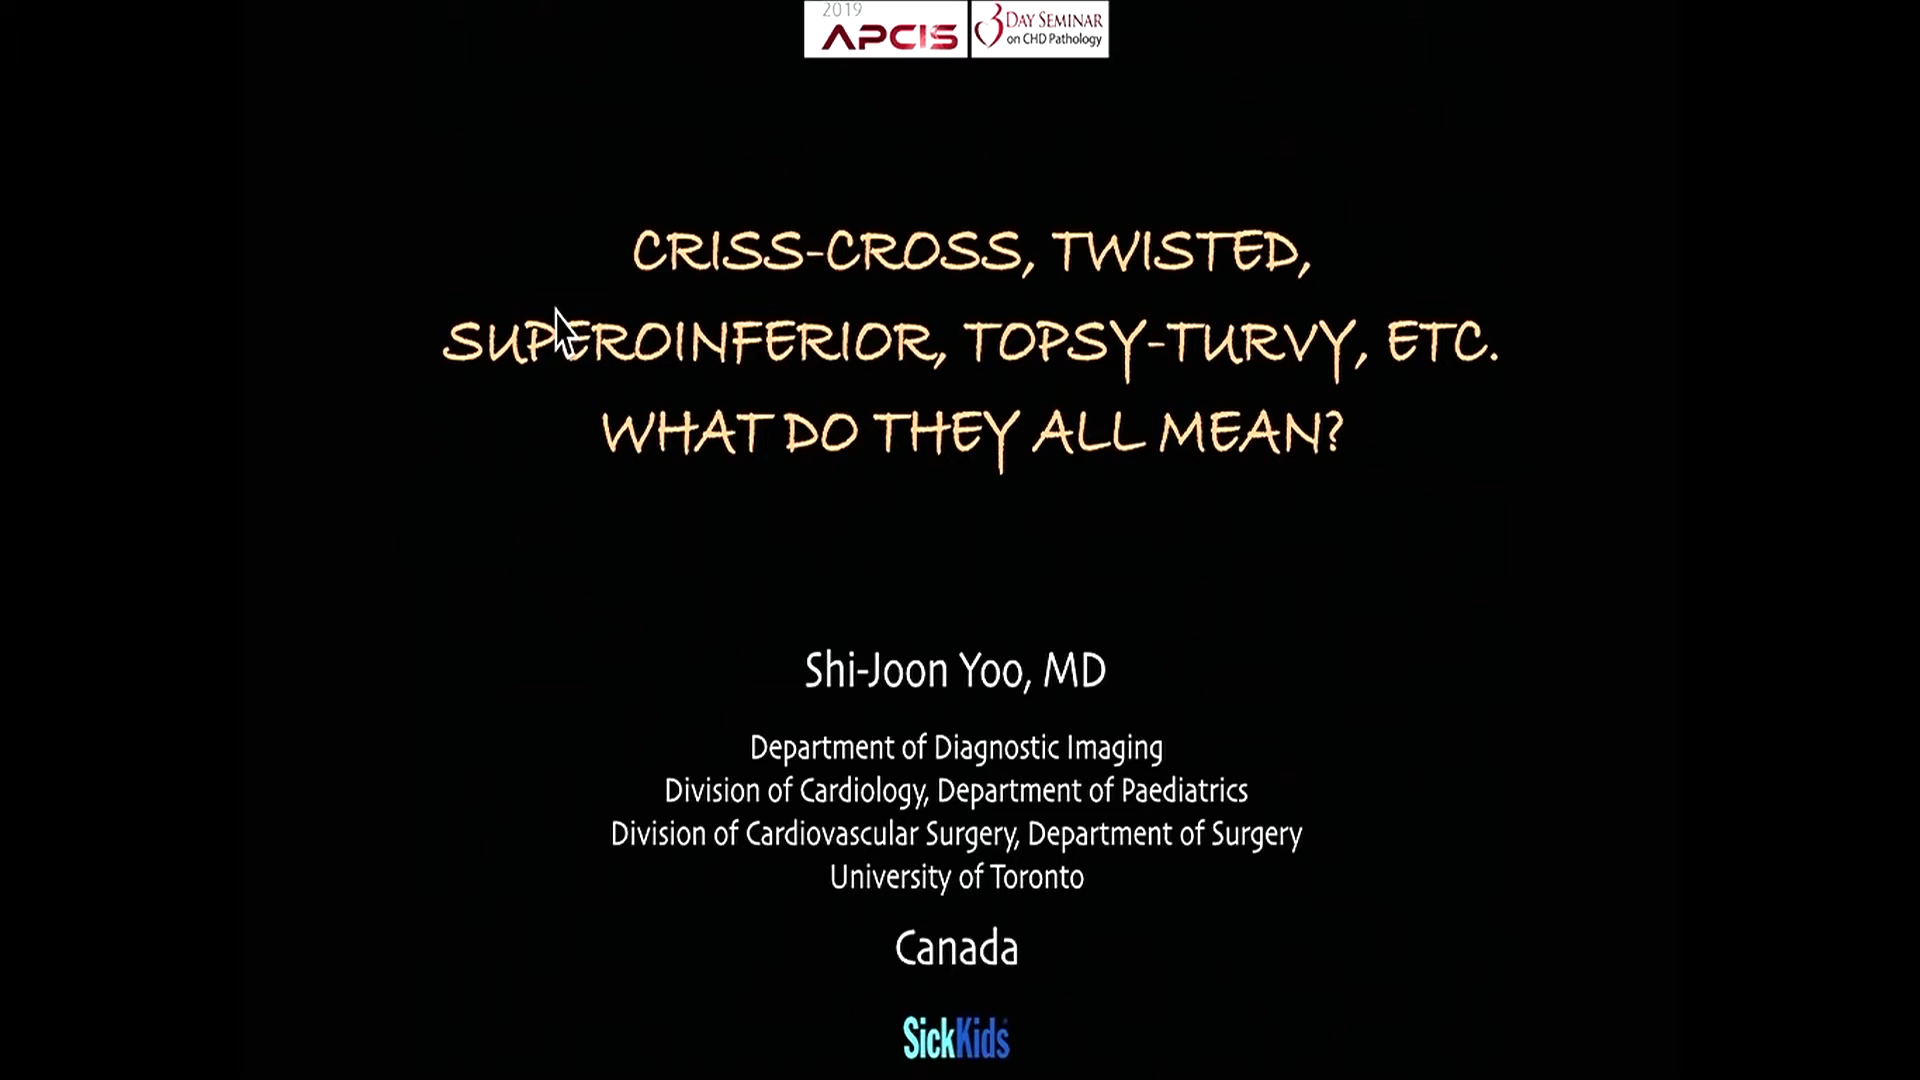 2019
APCIS
3 DAY SEMINAR
on CHD Pathology
CRISS-CROSS, TWISTED,
SUPEROINFERIOR, TOPSY-TURVY, ETC.
WHAT DO THEY ALL MEAN?
Shi-Joon Yoo, MD
Department of Diagnostic Imaging
Division of Cardiology, Department of Paediatrics
Division of Cardiovascular Surgery, Department of Surgery
University of Toronto
Canada
SickKids